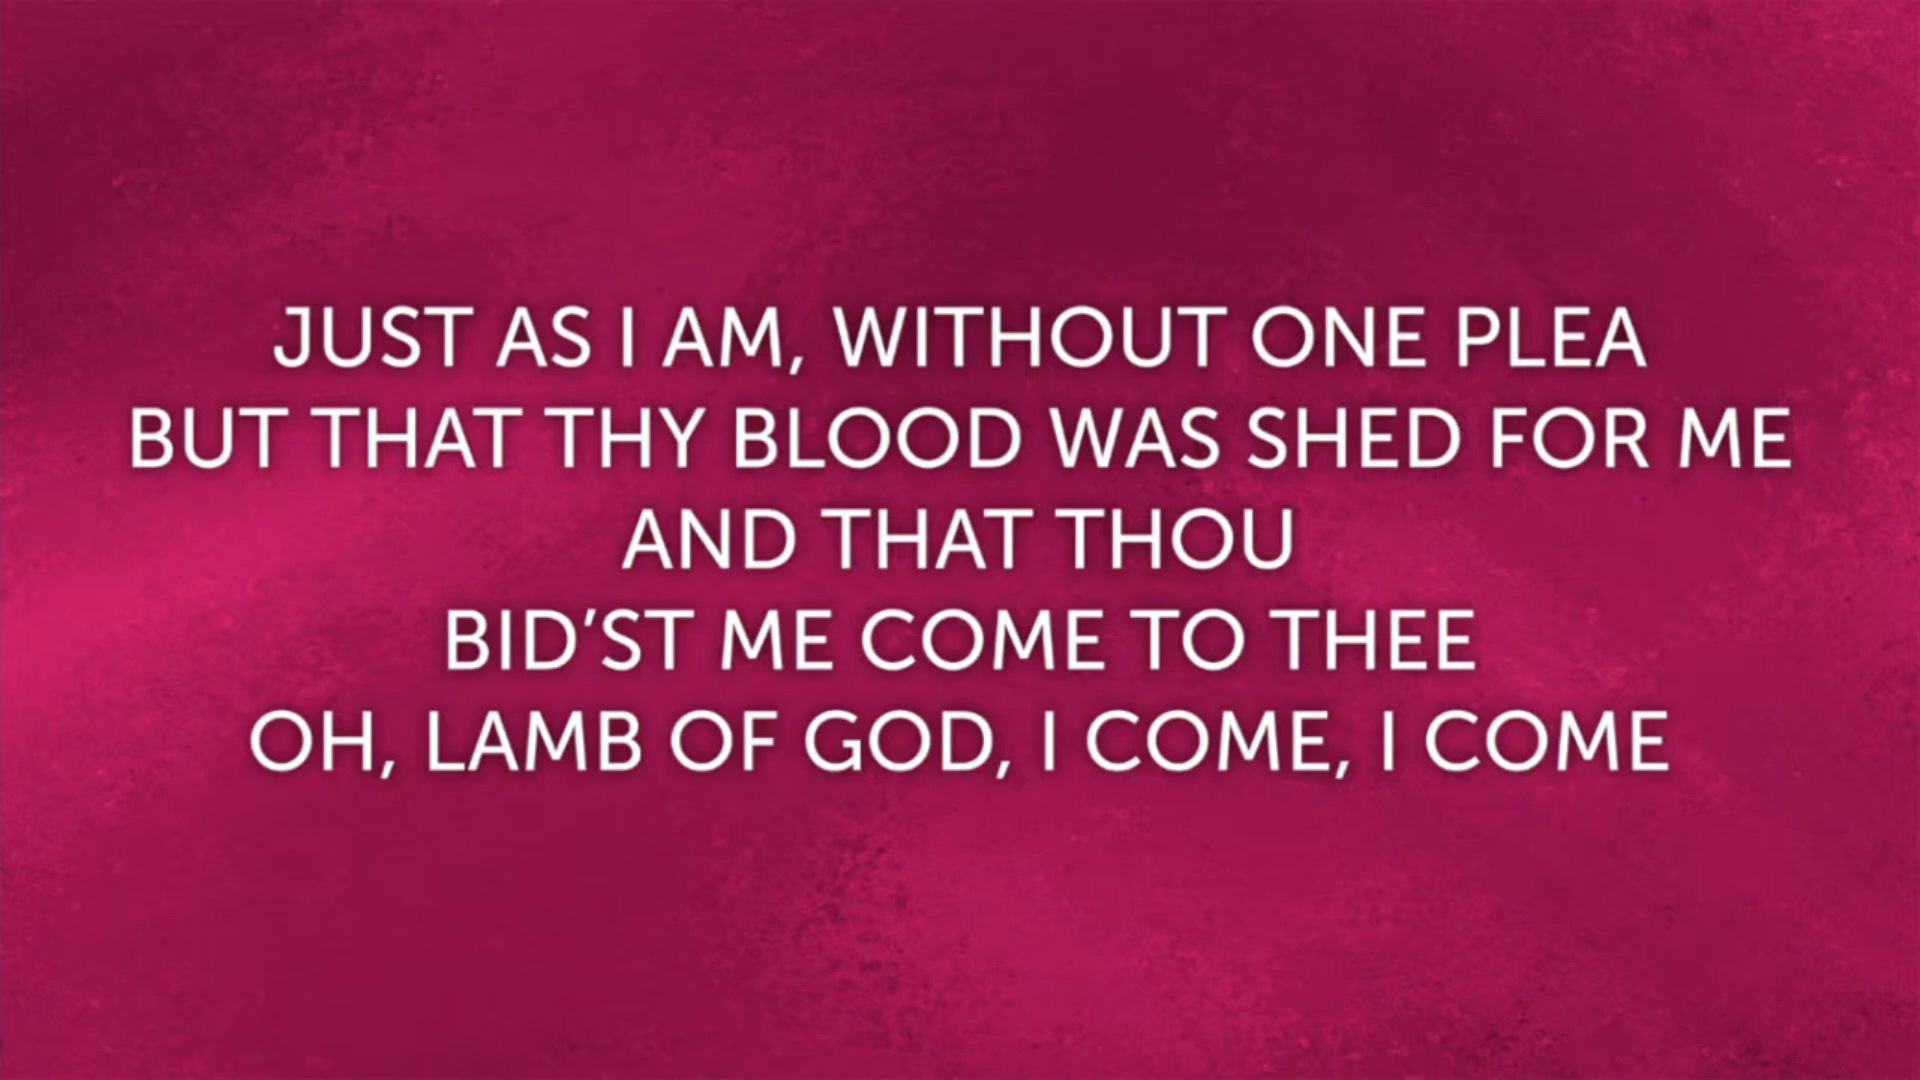 JUST AS I AM, WITHOUT ONE PLEA
BUT THAT THY BLOOD WAS SHED FOR ME
AND THAT THOU
BID’ST ME COME TO THEE
OH, LAMB OF GOD, I COME, I COME